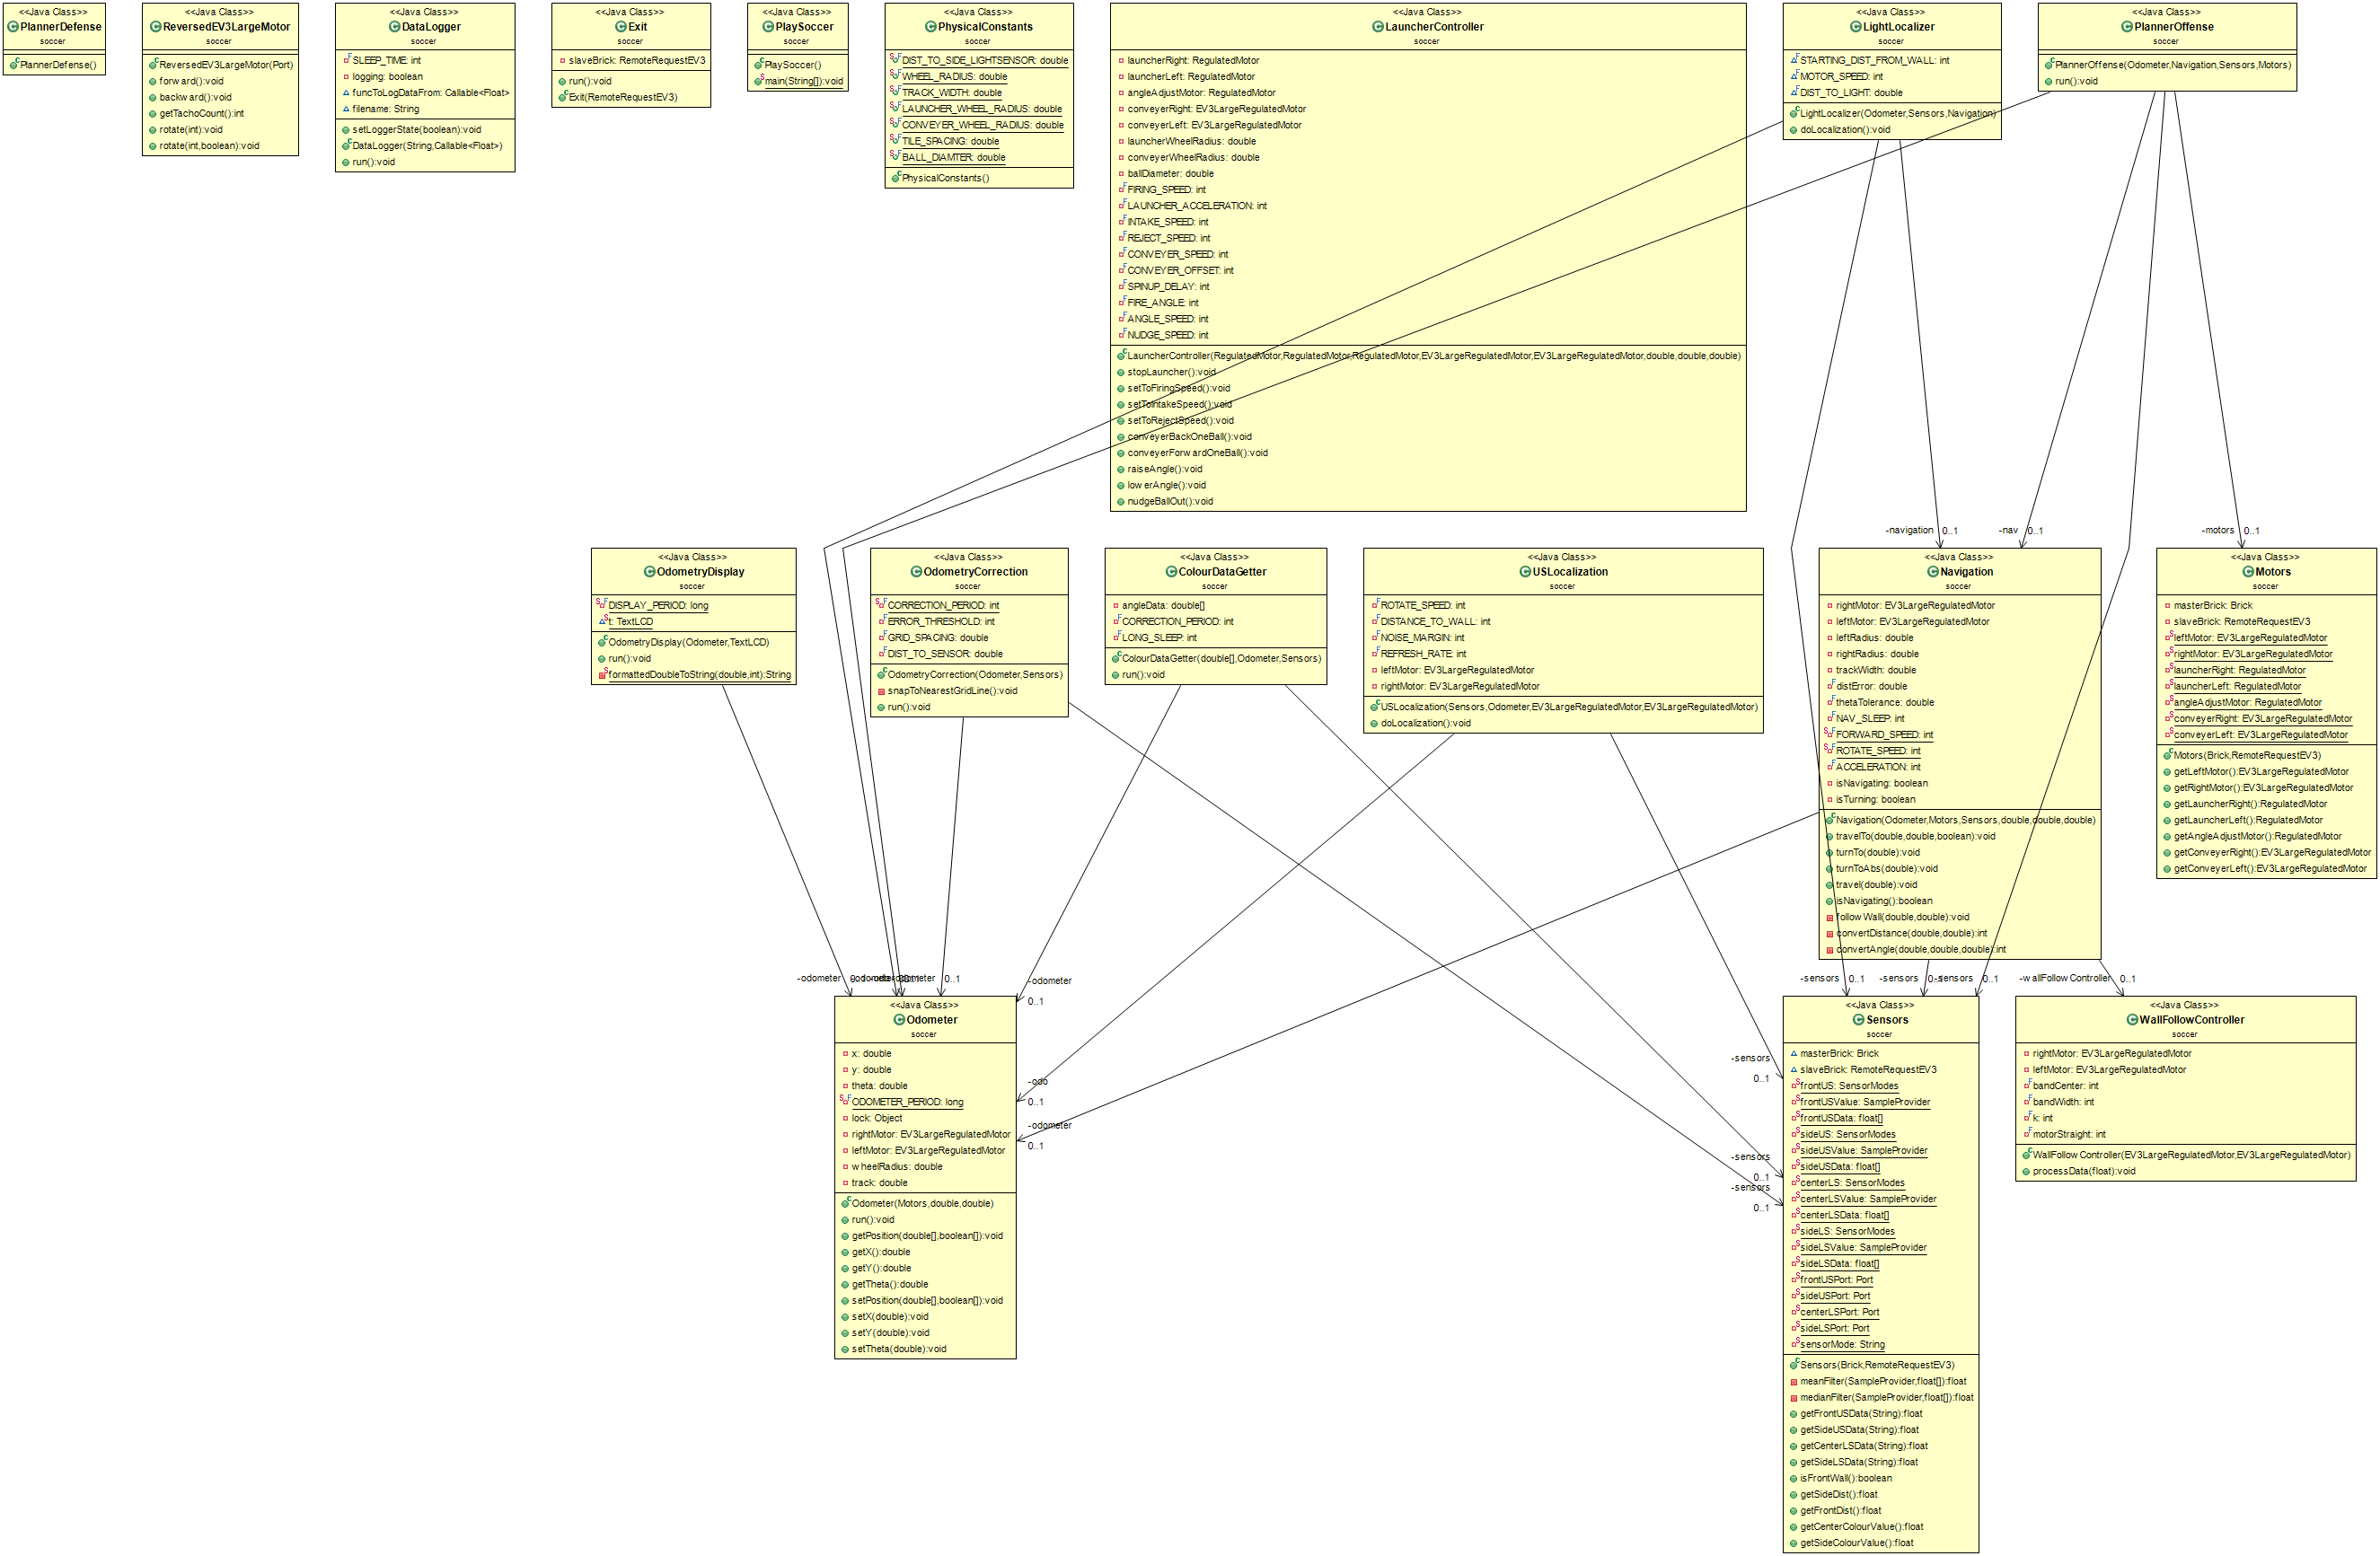 <<Java Class>>
PlannerDefense
soccer
PlannerDefense()
<<Java Class>>
ReversedEV3LargeMotor
soccer
ReversedEV3LargeMotor(Port)
forward():void
backward():void
getTachoCount():int
rotate(int):void
rotate(int,boolean):void
<<Java Class>>
DataLogger
soccer
SLEEP_TIME: int
logging: boolean
funcToLogDataFrom: Callable<Float>
filename: String
setLoggerState(boolean):void
DataLogger(String,Callable<Float>)
run():void
<<Java Class>>
Exit
soccer
slaveBrick: RemoteRequestEV3
run():void
Exit(RemoteRequestEV3)
<<Java Class>>
PlaySoccer
soccer
PlaySoccer()
main(String[]):void
<<Java Class>>
PhysicalConstants
soccer
DIST_TO_SIDE_LIGHTSENSOR: double
WHEEL_RADIUS: double
TRACK_WIDTH: double
LAUNCHER_WHEEL_RADIUS: double
CONVEYER_WHEEL_RADIUS: double
TILE_SPACING: double
BALL_DIAMTER: double
PhysicalConstants()
<<Java Class>>
LauncherController
soccer
launcherRight: RegulatedMotor
launcherLeft: RegulatedMotor
angleAdjustMotor: RegulatedMotor
conveyerRight: EV3LargeRegulatedMotor
conveyerLeft: EV3LargeRegulatedMotor
launcherWheelRadius: double
conveyerWheelRadius: double
ballDiameter: double
FIRING_SPEED: int
LAUNCHER_ACCELERATION: int
INTAKE_SPEED: int
REJECT_SPEED: int
CONVEYER_SPEED: int
CONVEYER_OFFSET: int
SPINUP_DELAY: int
FIRE_ANGLE: int
ANGLE_SPEED: int
NUDGE_SPEED: int
LauncherController(RegulatedMotor,RegulatedMotor,RegulatedMotor,EV3LargeRegulatedMotor,EV3LargeRegulatedMotor,double,double,double)
stopLauncher():void
setToFiringSpeed():void
setToIntakeSpeed():void
setToRejectSpeed():void
conveyerBackOneBall():void
conveyerForwardOneBall():void
raiseAngle():void
lowerAngle():void
nudgeBallOut():void
<<Java Class>>
LightLocalizer
soccer
STARTING_DIST_FROM_WALL: int
MOTOR_SPEED: int
DIST_TO_LIGHT: double
LightLocalizer(Odometer,Sensors,Navigation)
doLocalization():void
<<Java Class>>
PlannerOffense
soccer
PlannerOffense(Odometer,Navigation,Sensors,Motors)
run():void
-navigation 0..1
-nav 0..1
-motors 0..1
<<Java Class>>
OdometryDisplay
soccer
DISPLAY_PERIOD: long
t: TextLCD
OdometryDisplay(Odometer,TextLCD)
run():void
formattedDoubleToString(double,int):String
<<Java Class>>
OdometryCorrection
soccer
CORRECTION_PERIOD: int
ERROR_THRESHOLD: int
GRID_SPACING: double
DIST_TO_SENSOR: double
OdometryCorrection(Odometer,Sensors)
snapToNearestGridLine():void
run():void
<<Java Class>>
ColourDataGetter
soccer
angleData: double[]
CORRECTION_PERIOD: int
LONG_SLEEP: int
ColourDataGetter(double[],Odometer,Sensors)
run():void
<<Java Class>>
USLocalization
soccer
ROTATE_SPEED: int
DISTANCE_TO_WALL: int
NOISE_MARGIN: int
REFRESH_RATE: int
leftMotor: EV3LargeRegulatedMotor
rightMotor: EV3LargeRegulatedMotor
USLocalization(Sensors,Odometer,EV3LargeRegulatedMotor,EV3LargeRegulatedMotor)
doLocalization():void
<<Java Class>>
Navigation
soccer
rightMotor: EV3LargeRegulatedMotor
leftMotor: EV3LargeRegulatedMotor
leftRadius: double
rightRadius: double
trackWidth: double
distError: double
thetaTolerance: double
NAV_SLEEP: int
FORWARD_SPEED: int
ROTATE_SPEED: int
ACCELERATION: int
isNavigating: boolean
isTurning: boolean
Navigation(Odometer,Motors,Sensors,double,double,double)
travelTo(double,double,boolean):void
turnTo(double):void
turnToAbs(double):void
travel(double):void
isNavigating():boolean
followWall(double,double):void
convertDistance(double,double):int
convertAngle(double,double,double):int
<<Java Class>>
Motors
soccer
masterBrick: Brick
slaveBrick: RemoteRequestEV3
leftMotor: EV3LargeRegulatedMotor
rightMotor: EV3LargeRegulatedMotor
launcherRight: RegulatedMotor
launcherLeft: RegulatedMotor
angleAdjustMotor: RegulatedMotor
conveyerRight: EV3LargeRegulatedMotor
conveyerLeft: EV3LargeRegulatedMotor
Motors(Brick,RemoteRequestEV3)
getLeftMotor():EV3LargeRegulatedMotor
getRightMotor():EV3LargeRegulatedMotor
getLauncherRight():RegulatedMotor
getLauncherLeft():RegulatedMotor
getAngleAdjustMotor():RegulatedMotor
getConveyerRight():EV3LargeRegulatedMotor
getConveyerLeft():EV3LargeRegulatedMotor
-odometer
0..1
-odometer
0..1
-odo
0..1
-odometer
0..1
-sensors 0..1
-sensors
-sensors 0..1
-wallFollowController 0..1
-sensors
0..1
-sensors
0..1
-sensors
0..1
<<Java Class>>
Odometer
soccer
x: double
y: double
theta: double
ODOMETER_PERIOD: long
lock: Object
rightMotor: EV3LargeRegulatedMotor
leftMotor: EV3LargeRegulatedMotor
wheelRadius: double
track: double
Odometer(Motors,double,double)
run():void
getPosition(double[],boolean[]):void
getX():double
getY():double
getTheta():double
setPosition(double[],boolean[]):void
setX(double):void
setY(double):void
setTheta(double):void
<<Java Class>>
Sensors
soccer
masterBrick: Brick
slaveBrick: RemoteRequestEV3
frontUS: SensorModes
frontUSValue: SampleProvider
frontUSData: float[]
sideUS: SensorModes
sideUSValue: SampleProvider
sideUSData: float[]
centerLS: SensorModes
centerLSValue: SampleProvider
centerLSData: float[]
sideLS: SensorModes
sideLSValue: SampleProvider
sideLSData: float[]
frontUSPort: Port
sideUSPort: Port
centerLSPort: Port
sideLSPort: Port
sensorMode: String
Sensors(Brick,RemoteRequestEV3)
meanFilter(SampleProvider,float[]):float
medianFilter(SampleProvider,float[]):float
getFrontUSData(String):float
getSideUSData(String):float
getCenterLSData(String):float
getSideLSData(String):float
isFrontWall():boolean
getSideDist():float
getFrontDist():float
getCenterColourValue():float
getSideColourValue():float
<<Java Class>>
WallFollowController
soccer
rightMotor: EV3LargeRegulatedMotor
leftMotor: EV3LargeRegulatedMotor
bandCenter: int
bandWidth: int
k: int
motorStraight: int
WallFollowController(EV3LargeRegulatedMotor,EV3LargeRegulatedMotor)
processData(float):void